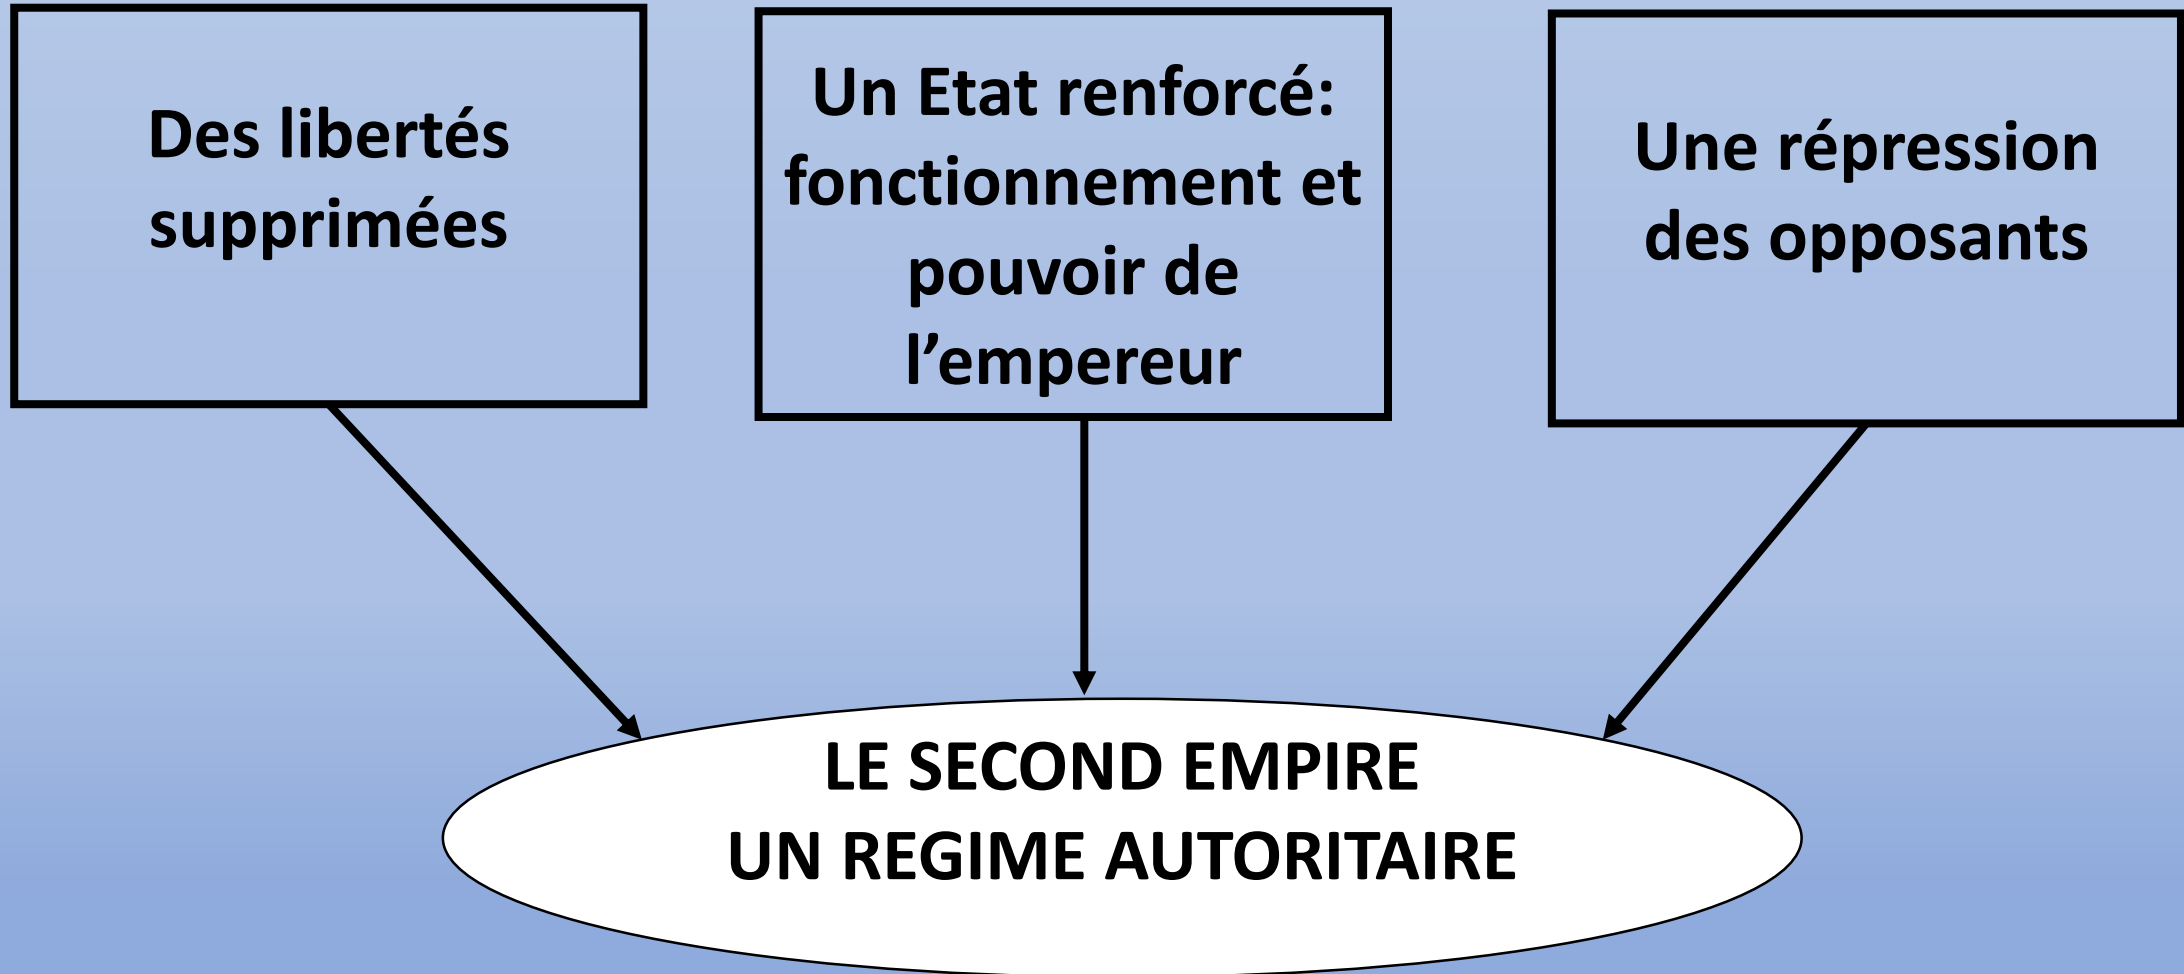 Des libertés
supprimées
Un Etat renforcé:
fonctionnement et
pouvoir de
l’empereur
Une répression
des opposants
LE SECOND EMPIRE
UN REGIME AUTORITAIRE